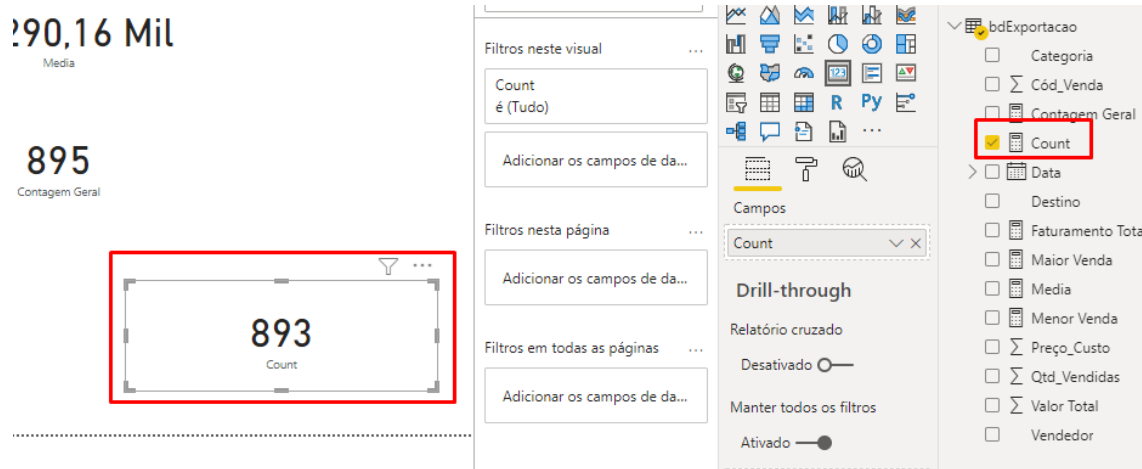 290,16 Mil
Media
895
Contagem Geral
893
Count
Filtros neste visual
Count
é (Tudo)
Adicionar os campos de da...
Filtros nesta página
Adicionar os campos de da...
Filtros em todas as páginas
Adicionar os campos de da...
123
R
Py
Campos
Count
Drill-through
Relatório cruzado
Desativado
Manter todos os filtros
Ativado
bdExportacao
Categoria
Cód_Venda
Contagem Geral
Count
Data
Destino
Faturamento Tota
Maior Venda
Media
Menor Venda
Preço_Custo
Qtd_Vendidas
Valor Total
Vendedor